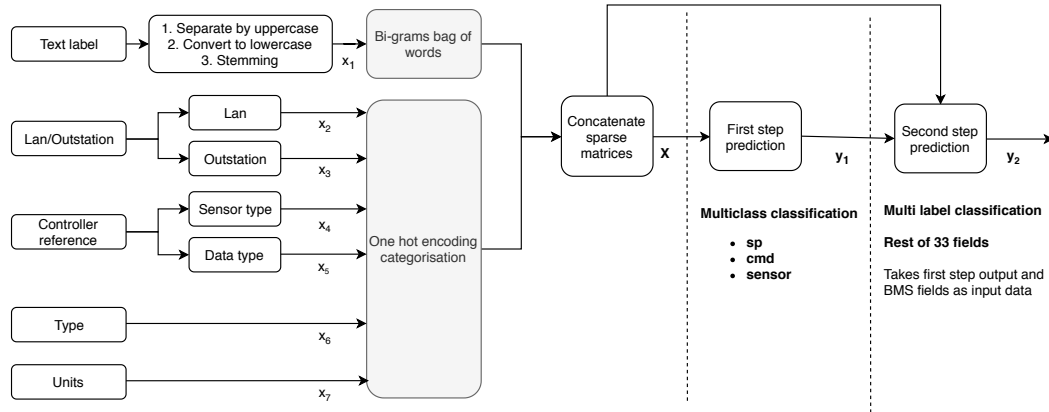 Text label
1. Separate by uppercase
2. Convert to lowercase
3. Stemming
x1
Bi-grams bag of
words
Lan/Outstation
Lan
x2
Outstation
x3
Controller
reference
Sensor type
x4
Data type
x5
One hot encoding
categorisation
Type
x6
Units
x7
Concatenate
sparse
matrices
X
First step
prediction
y1
Second step
prediction
y2
Multiclass classification
• sp
• cmd
• sensor
Multi label classification
Rest of 33 fields
Takes first step output and
BMS fields as input data